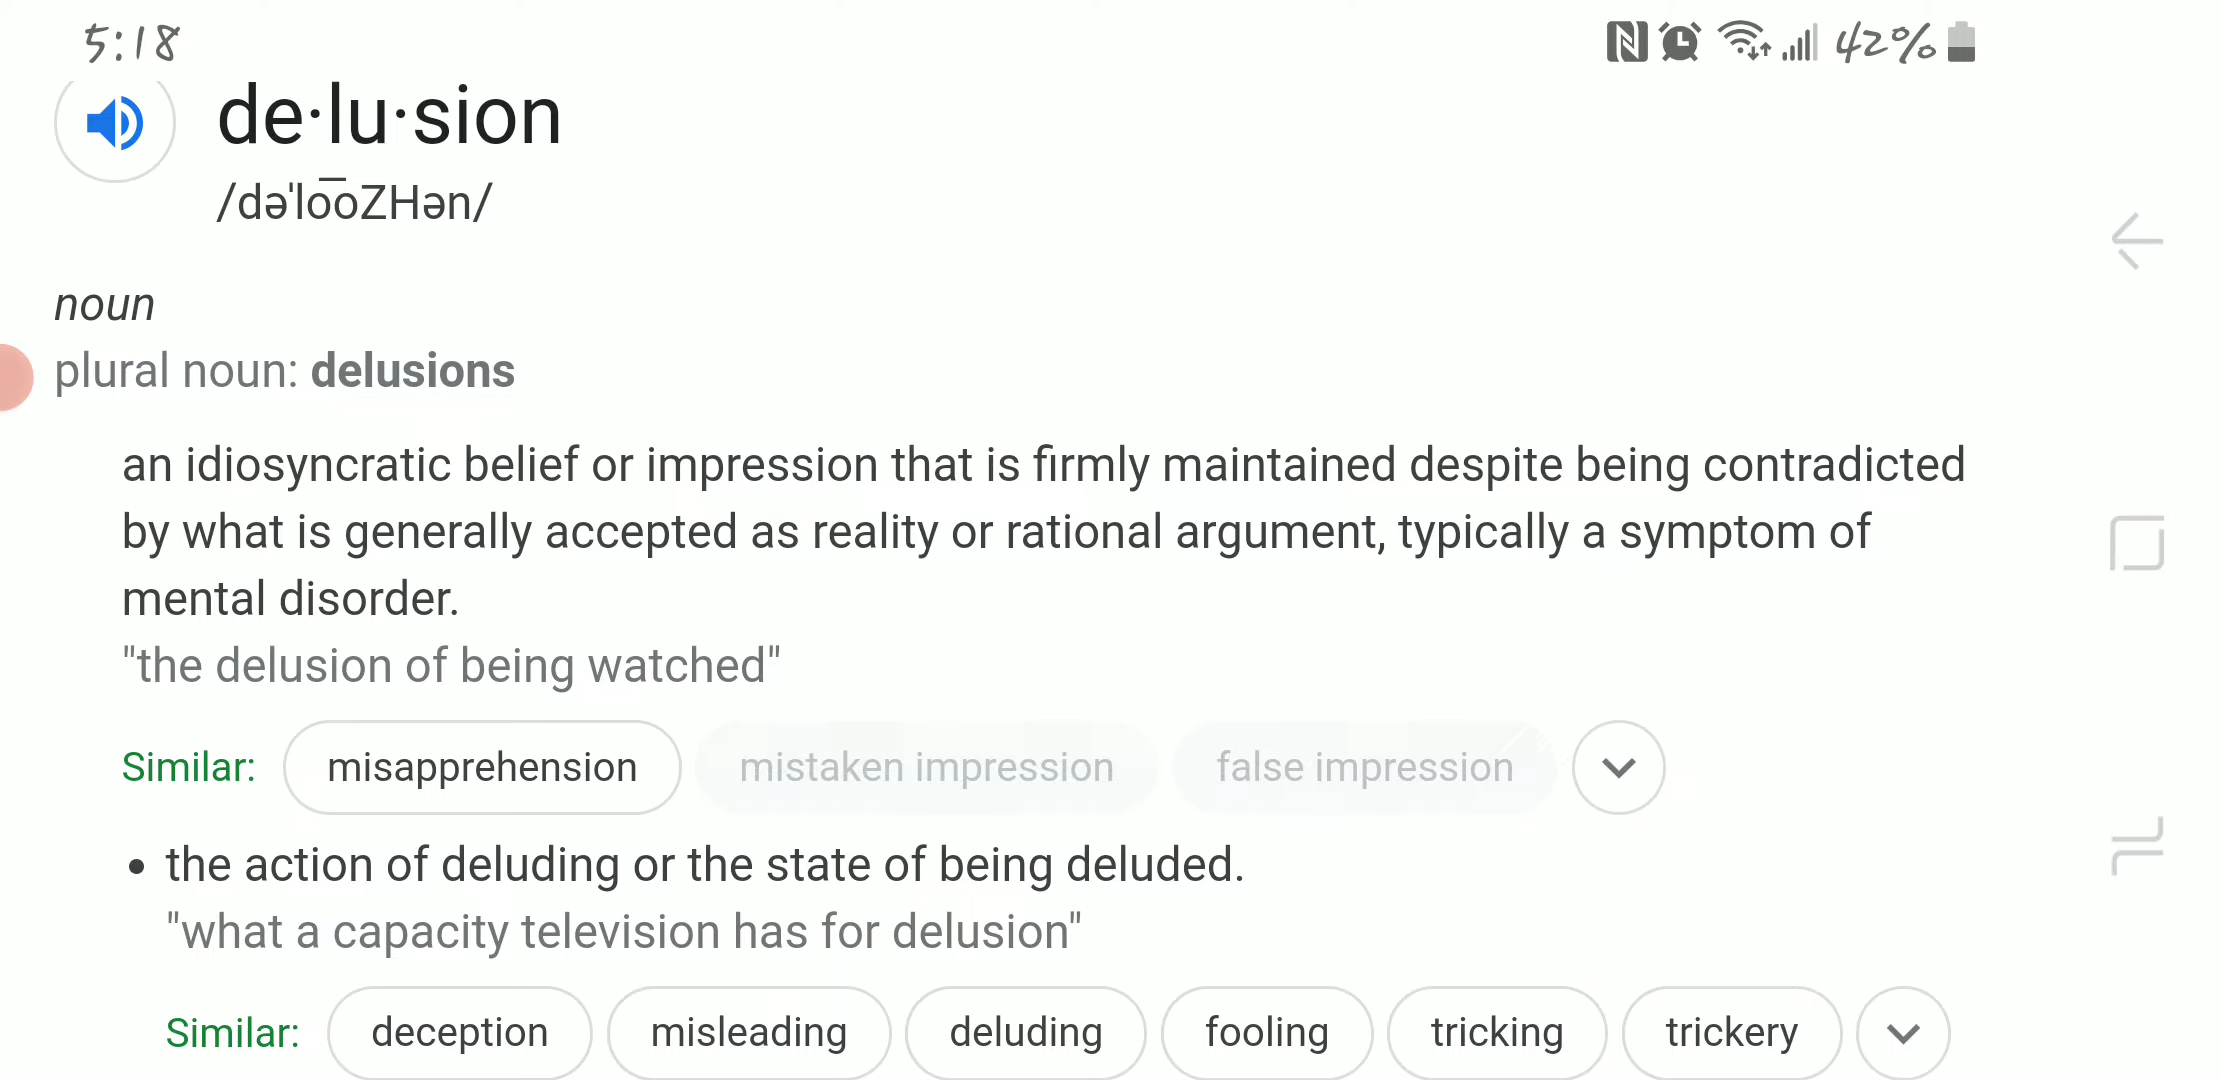 5:18 42%
de·lu·sion
/dəˈlo͞oZHən/
noun
plural noun: delusions
an idiosyncratic belief or impression that is firmly maintained despite being contradicted
by what is generally accepted as reality or rational argument, typically a symptom of
mental disorder.
"the delusion of being watched"
Similar: misapprehension mistaken impression false impression
• the action of deluding or the state of being deluded.
"what a capacity television has for delusion"
Similar: deception misleading deluding fooling tricking trickery